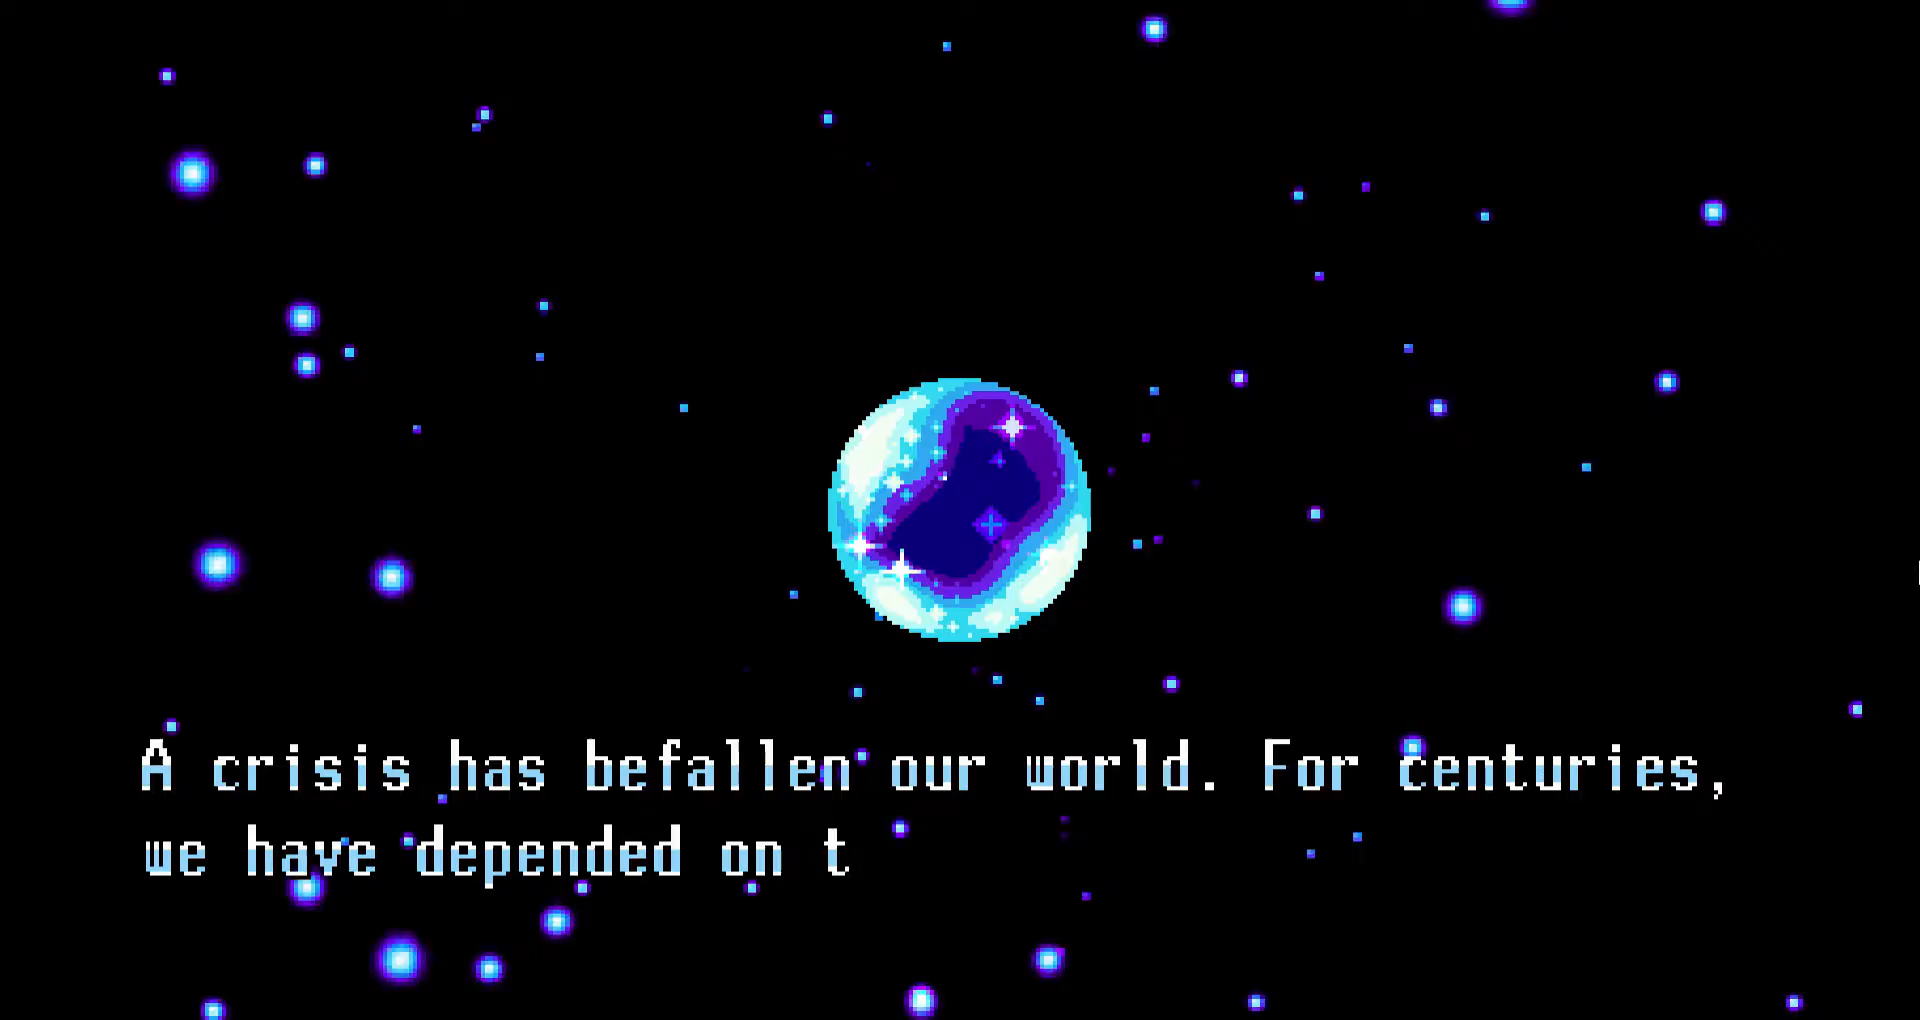 A crisis has befallen our world. For centuries,
we have depended on t